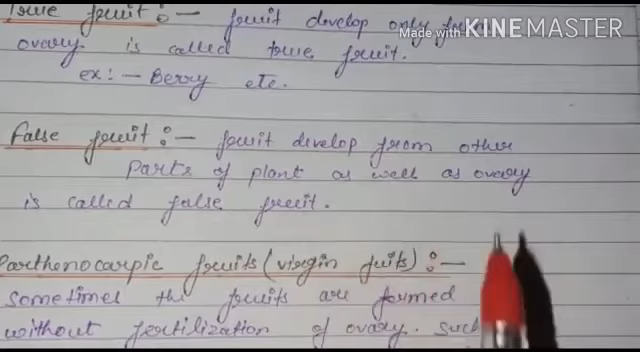 True fruit :- fruit develop only from
ovary is called true fruit.
ex:- Berry etc.
Made with KINEMASTER
False fruit :- fruit develop from other
parts of plant as well as ovary
is called false fruit.
Parthenocarpic fruits (virgin fuits) :-
sometimes the fruits are formed
without fertilization of ovary. Such